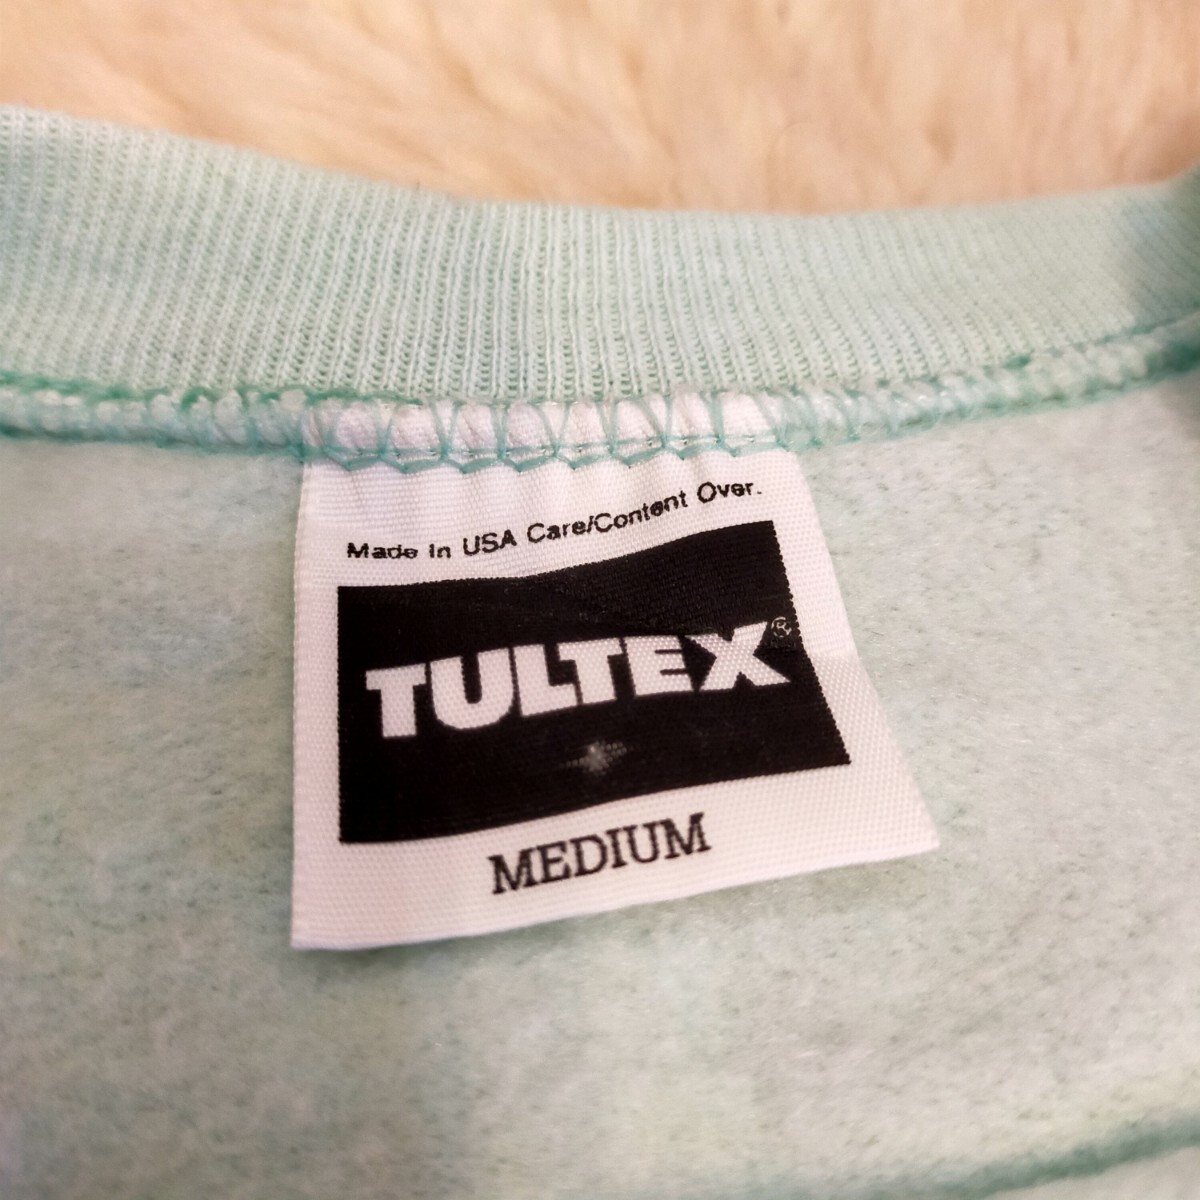 Made In USA Care/Content Over.
TULTEX®
MEDIUM